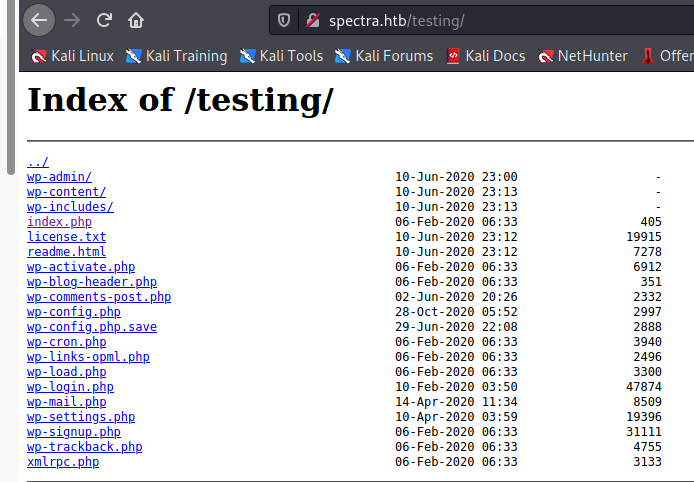 spectra.htb/testing/
Kali Linux Kali Training Kali Tools Kali Forums Kali Docs NetHunter Offen
Index of /testing/
../
wp-admin/ 10-Jun-2020 23:00 -
wp-content/ 10-Jun-2020 23:13 -
wp-includes/ 10-Jun-2020 23:13 -
index.php 06-Feb-2020 06:33 405
license.txt 10-Jun-2020 23:12 19915
readme.html 10-Jun-2020 23:12 7278
wp-activate.php 06-Feb-2020 06:33 6912
wp-blog-header.php 06-Feb-2020 06:33 351
wp-comments-post.php 02-Jun-2020 20:26 2332
wp-config.php 28-Oct-2020 05:52 2997
wp-config.php.save 29-Jun-2020 22:08 2888
wp-cron.php 06-Feb-2020 06:33 3940
wp-links-opml.php 06-Feb-2020 06:33 2496
wp-load.php 06-Feb-2020 06:33 3300
wp-login.php 10-Feb-2020 03:50 47874
wp-mail.php 14-Apr-2020 11:34 8509
wp-settings.php 10-Apr-2020 03:59 19396
wp-signup.php 06-Feb-2020 06:33 31111
wp-trackback.php 06-Feb-2020 06:33 4755
xmlrpc.php 06-Feb-2020 06:33 3133